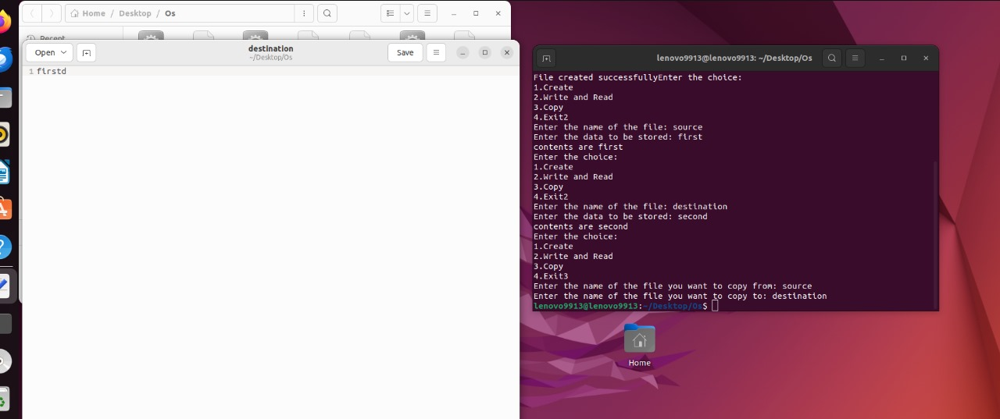 Home / Desktop / Os
Recent
Open
destination
~/Desktop/Os
Save
1 firstd
lenovo9913@lenovo9913: ~/Desktop/Os
File created successfullyEnter the choice:
1.Create
2.Write and Read
3.Copy
4.Exit2
Enter the name of the file: source
Enter the data to be stored: first
contents are first
Enter the choice:
1.Create
2.Write and Read
3.Copy
4.Exit2
Enter the name of the file: destination
Enter the data to be stored: second
contents are second
Enter the choice:
1.Create
2.Write and Read
3.Copy
4.Exit3
Enter the name of the file you want to copy from: source
Enter the name of the file you want to copy to: destination
lenovo9913@lenovo9913:~/Desktop/Os$
Home